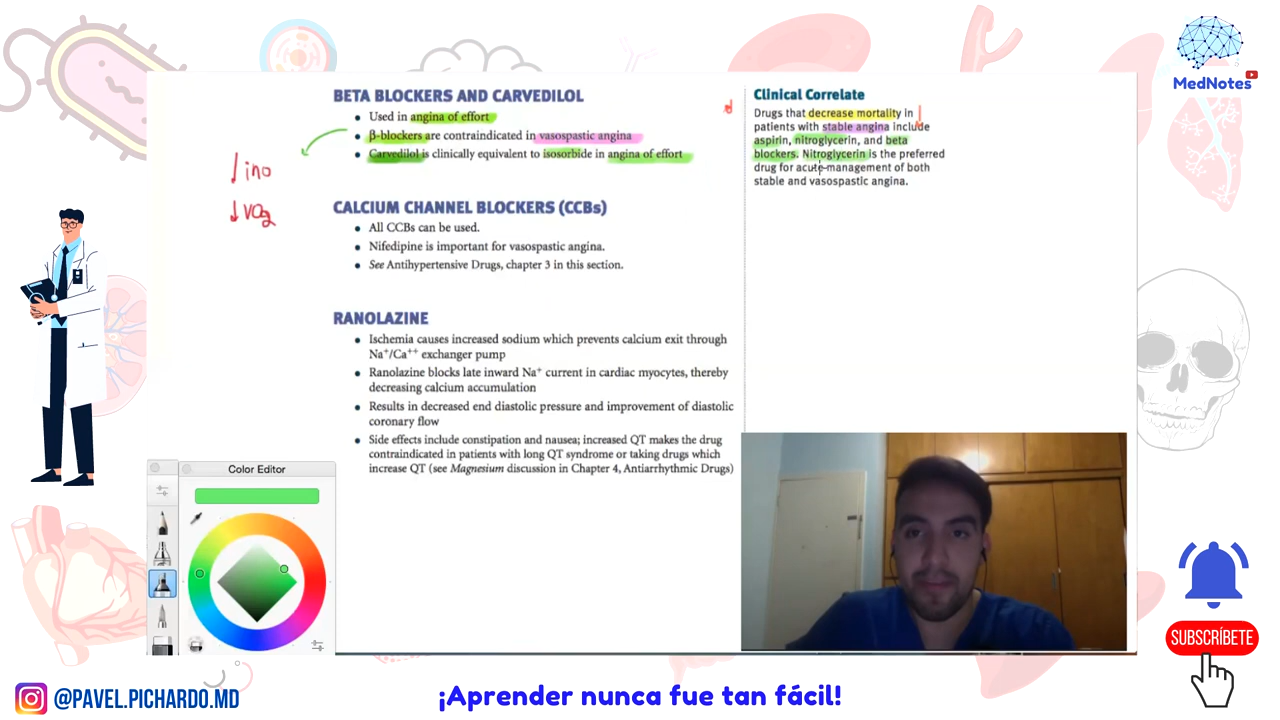 MedNotes
BETA BLOCKERS AND CARVEDILOL
• Used in angina of effort
• β-blockers are contraindicated in vasospastic angina
• Carvedilol is clinically equivalent to isosorbide in angina of effort
↓ ino
↓ VO2
CALCIUM CHANNEL BLOCKERS (CCBs)
• All CCBs can be used.
• Nifedipine is important for vasospastic angina.
• See Antihypertensive Drugs, chapter 3 in this section.
RANOLAZINE
• Ischemia causes increased sodium which prevents calcium exit through
Na⁺/Ca⁺⁺ exchanger pump
• Ranolazine blocks late inward Na⁺ current in cardiac myocytes, thereby
decreasing calcium accumulation
• Results in decreased end diastolic pressure and improvement of diastolic
coronary flow
• Side effects include constipation and nausea; increased QT makes the drug
contraindicated in patients with long QT syndrome or taking drugs which
increase QT (see Magnesium discussion in Chapter 4, Antiarrhythmic Drugs)
Clinical Correlate
Drugs that decrease mortality in
patients with stable angina include
aspirin, nitroglycerin, and beta
blockers. Nitroglycerin is the preferred
drug for acute management of both
stable and vasospastic angina.
Color Editor
SUBSCRÍBETE
@PAVEL.PICHARDO.MD
¡Aprender nunca fue tan fácil!